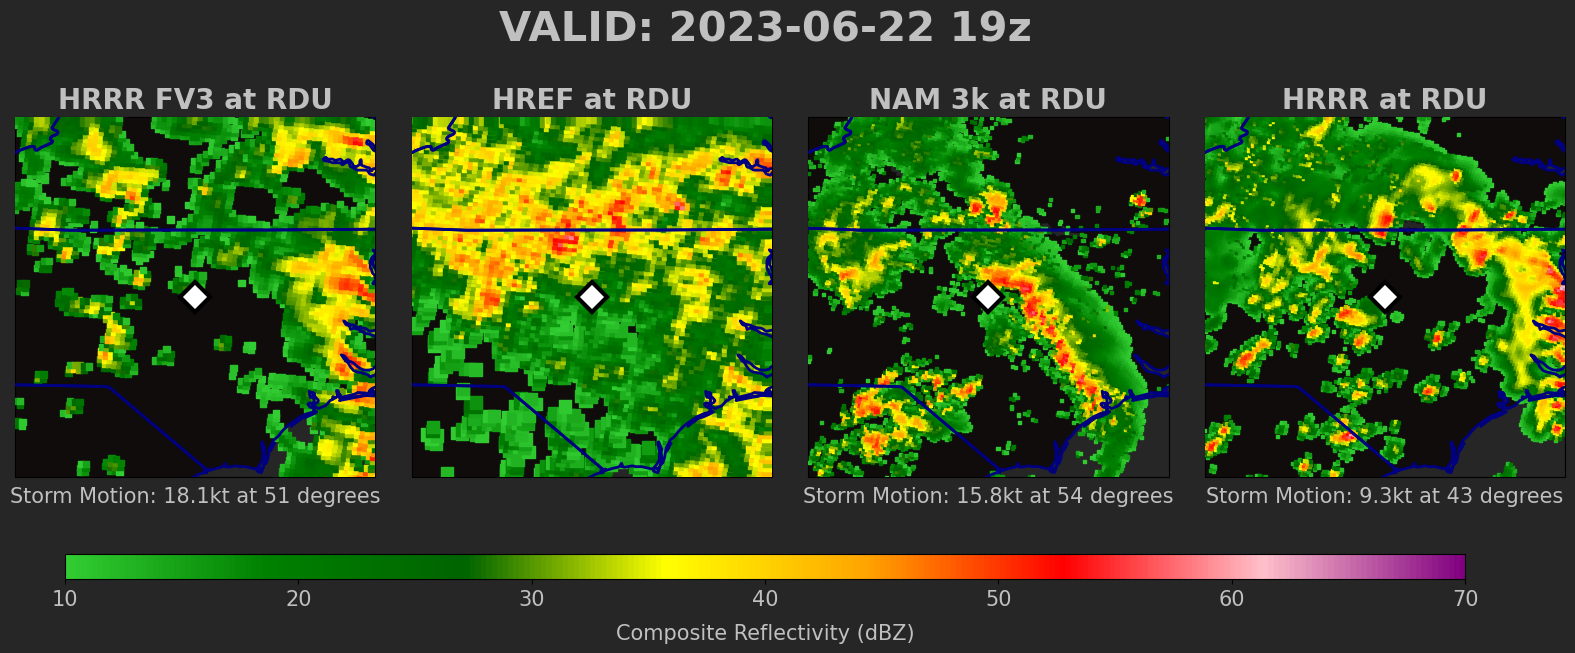 VALID: 2023-06-22 19z
HRRR FV3 at RDU
HREF at RDU
NAM 3k at RDU
HRRR at RDU
Storm Motion: 18.1kt at 51 degrees
Storm Motion: 15.8kt at 54 degrees
Storm Motion: 9.3kt at 43 degrees
10 20 30 40 50 60 70
Composite Reflectivity (dBZ)